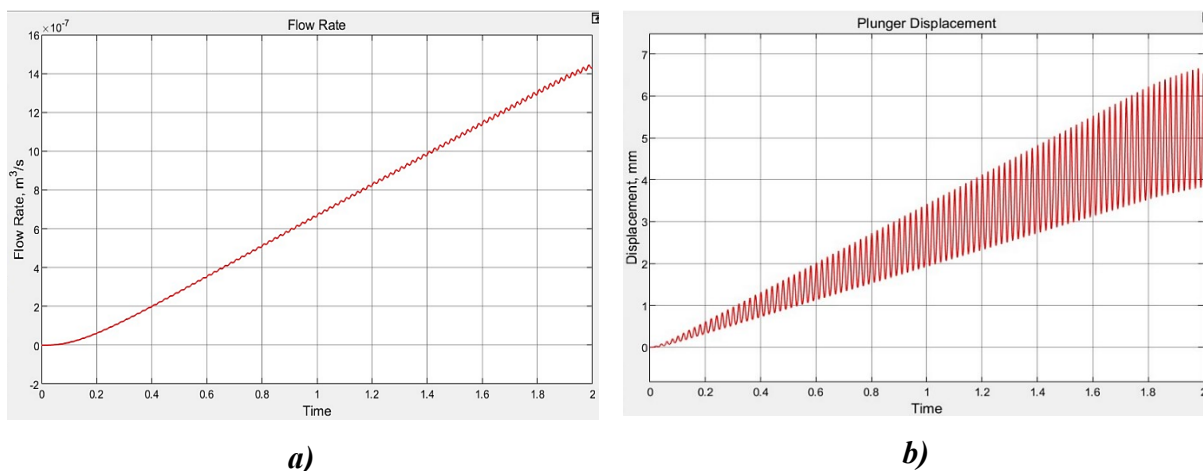 ×10⁻⁷
Flow Rate
16
14
12
10
8
6
4
2
0
-2
Flow Rate, m³/s
0 0.2 0.4 0.6 0.8 1 1.2 1.4 1.6 1.8 2
Time
a)
Plunger Displacement
7
6
5
4
3
2
1
0
Displacement, mm
0 0.2 0.4 0.6 0.8 1 1.2 1.4 1.6 1.8 2
Time
b)